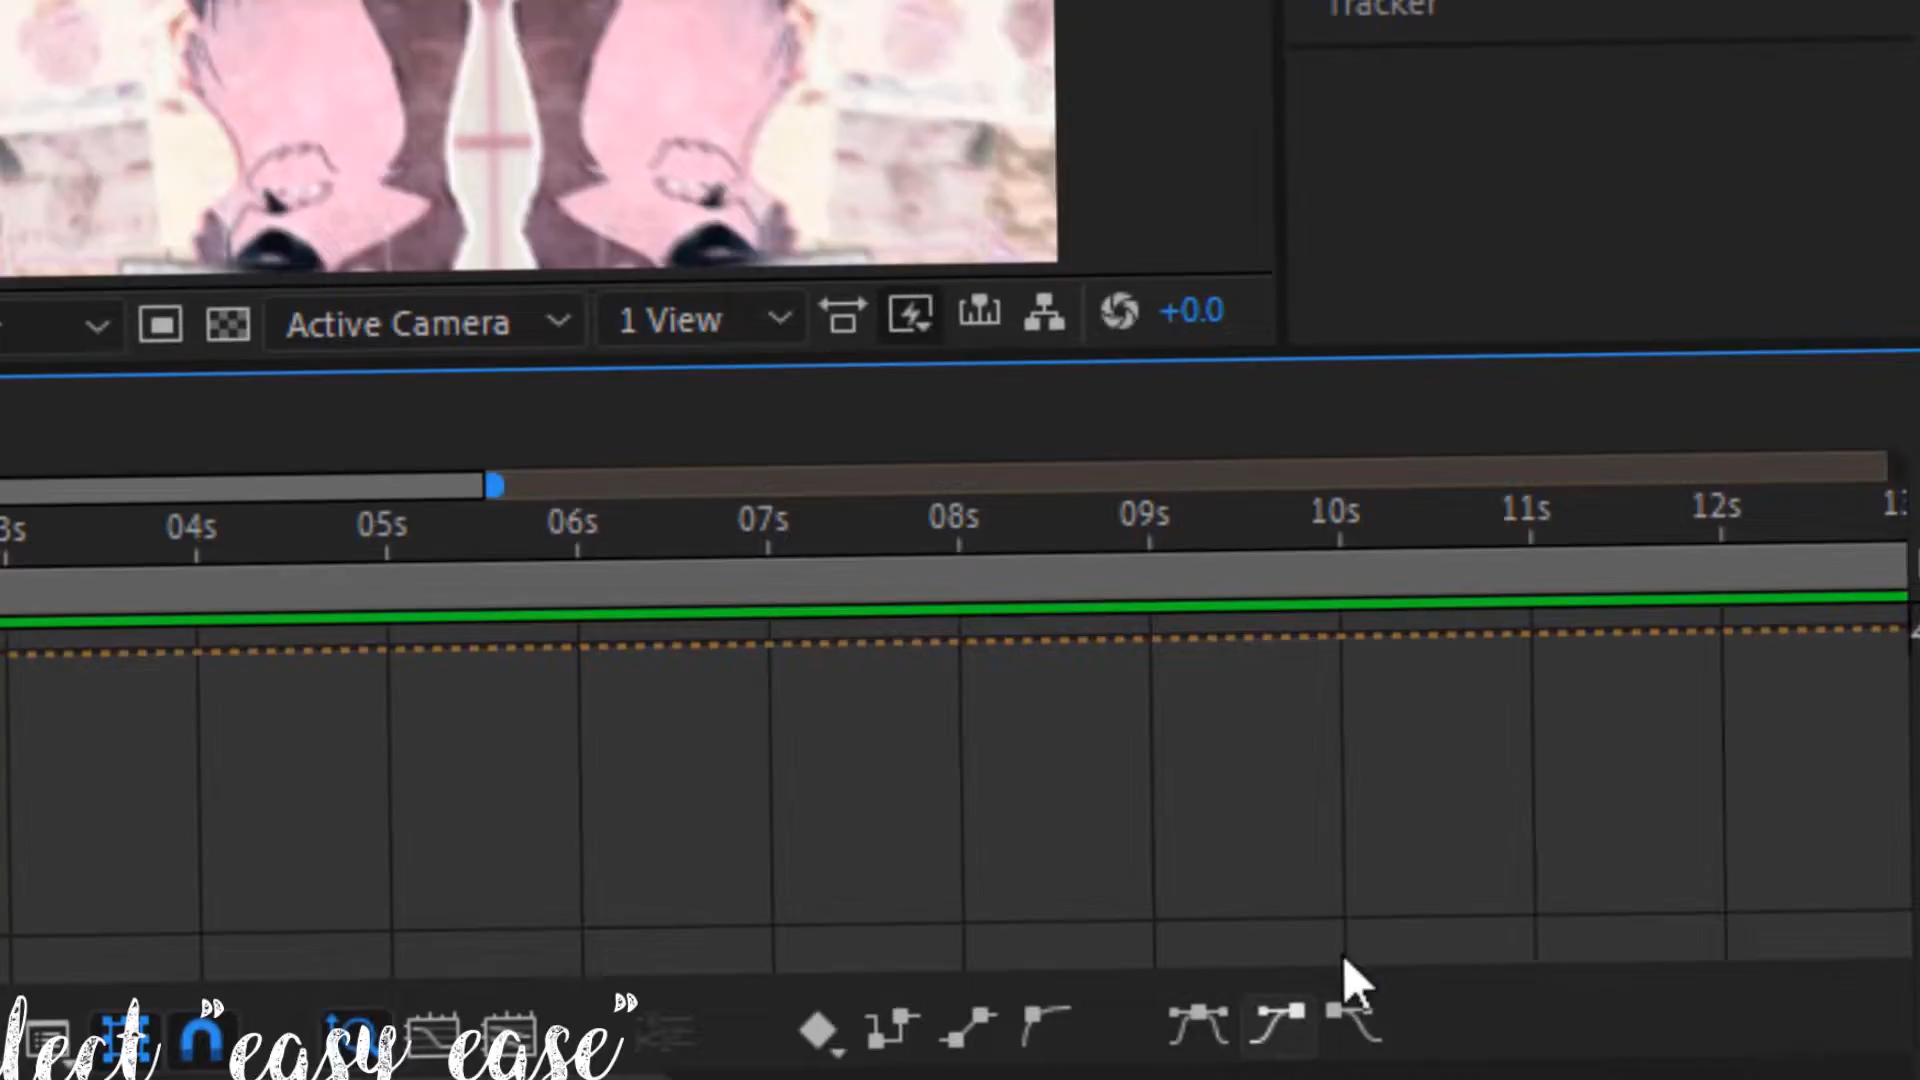 Tracker
Active Camera
1 View
+0.0
04s 05s 06s 07s 08s 09s 10s 11s 12s
"easy ease"